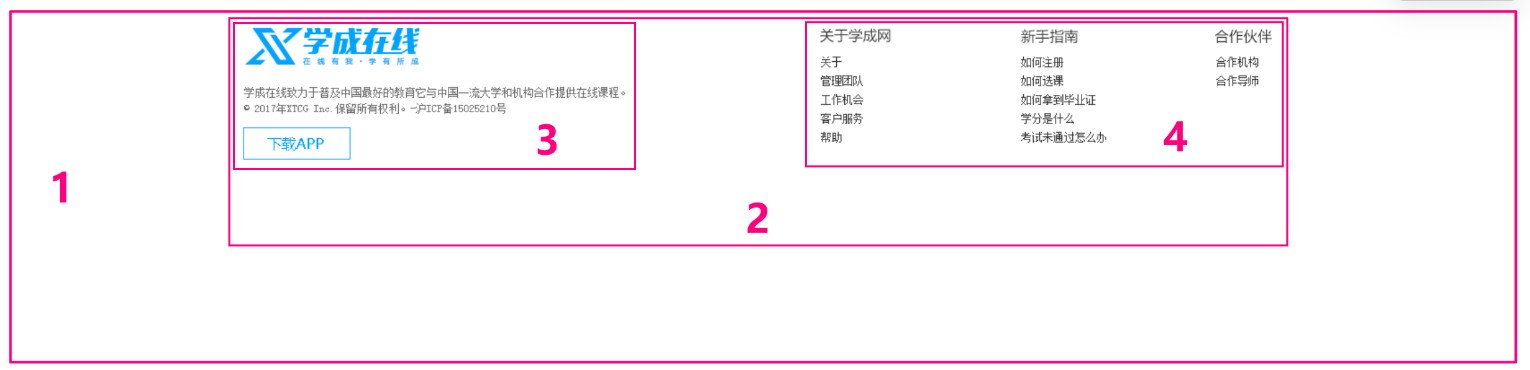 学成在线
在线有我·学有所成
学成在线致力于普及中国最好的教育它与中国一流大学和机构合作提供在线课程。
© 2017年XTCG Inc.保留所有权利。-沪ICP备15025210号
下载APP
3
关于学成网
关于
管理团队
工作机会
客户服务
帮助
新手指南
如何注册
如何选课
如何拿到毕业证
学分是什么
考试未通过怎么办
合作伙伴
合作机构
合作导师
4
1
2